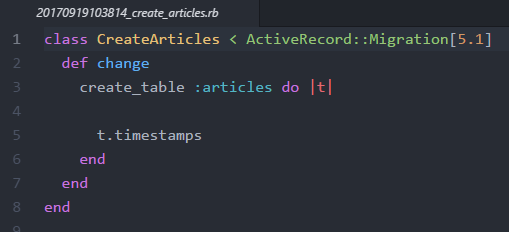 20170919103814_create_articles.rb
1 class CreateArticles < ActiveRecord::Migration[5.1]
2   def change
3     create_table :articles do |t|
4
5       t.timestamps
6     end
7   end
8 end
9